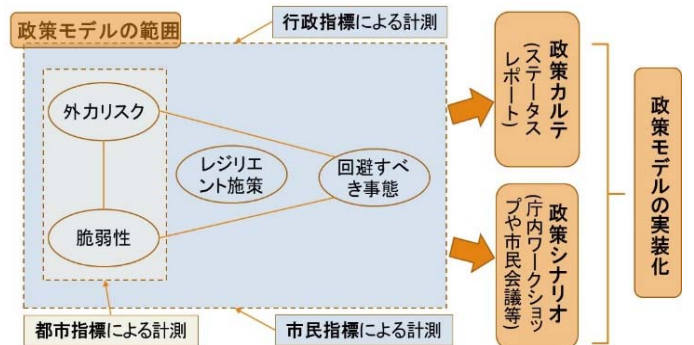 政策モデルの範囲
行政指標による計測
外力リスク
脆弱性
レジリエ
ント施策
回避すべ
き事態
都市指標による計測
市民指標による計測
政策カルテ
(ステータス
レポート)
政策シナリオ
(庁内ワークショッ
プや市民会議等)
政策モデルの実装化